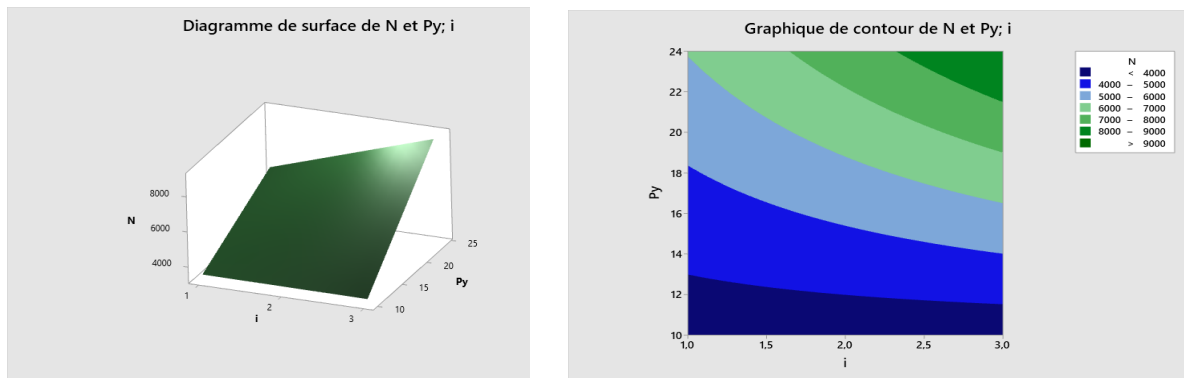 Diagramme de surface de N et Py; i
8000
N
6000
4000
1
2
i
3
10
15
20
25
Py
Graphique de contour de N et Py; i
24
22
20
18
Py
16
14
12
10
1,0
1,5
2,0
2,5
3,0
i
N
< 4000
4000 – 5000
5000 – 6000
6000 – 7000
7000 – 8000
8000 – 9000
> 9000